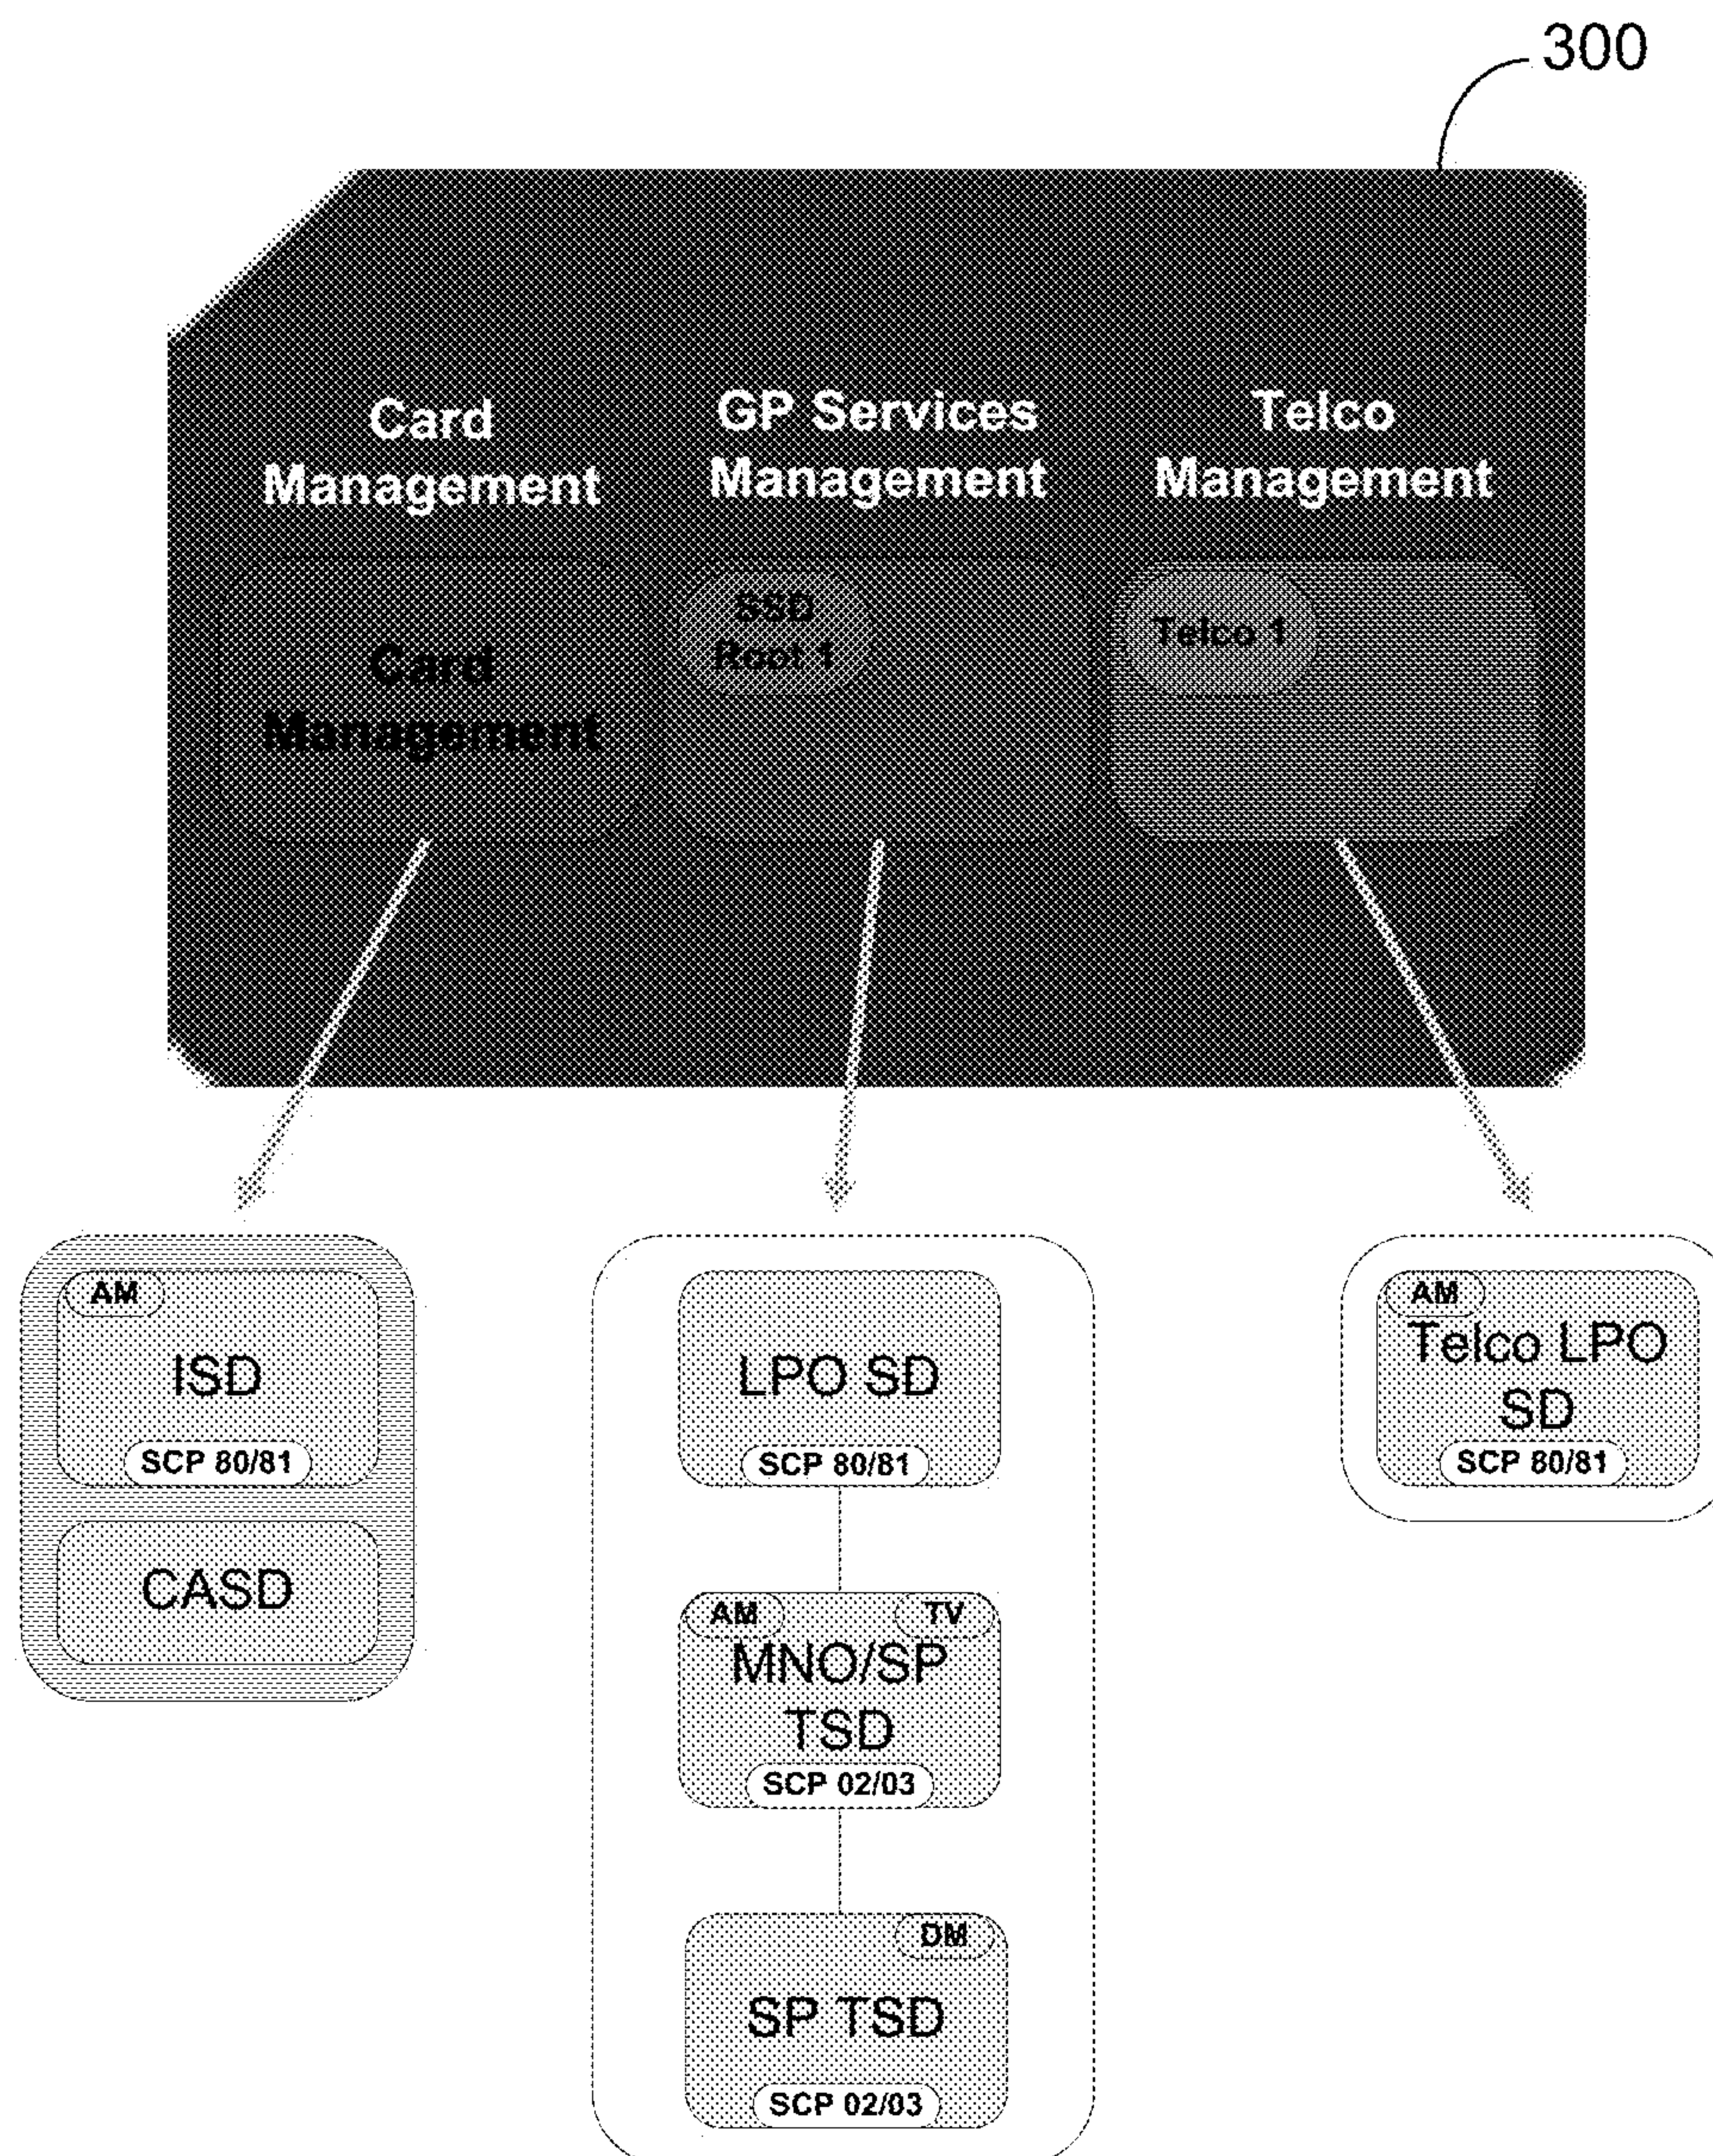 300
Card
Management
GP Services
Management
Telco
Management
Card
Management
SSD
Root 1
Telco 1
AM
ISD
SCP 80/81
CASD
LPO SD
SCP 80/81
AM
TV
MNO/SP
TSD
SCP 02/03
DM
SP TSD
SCP 02/03
AM
Telco LPO
SD
SCP 80/81